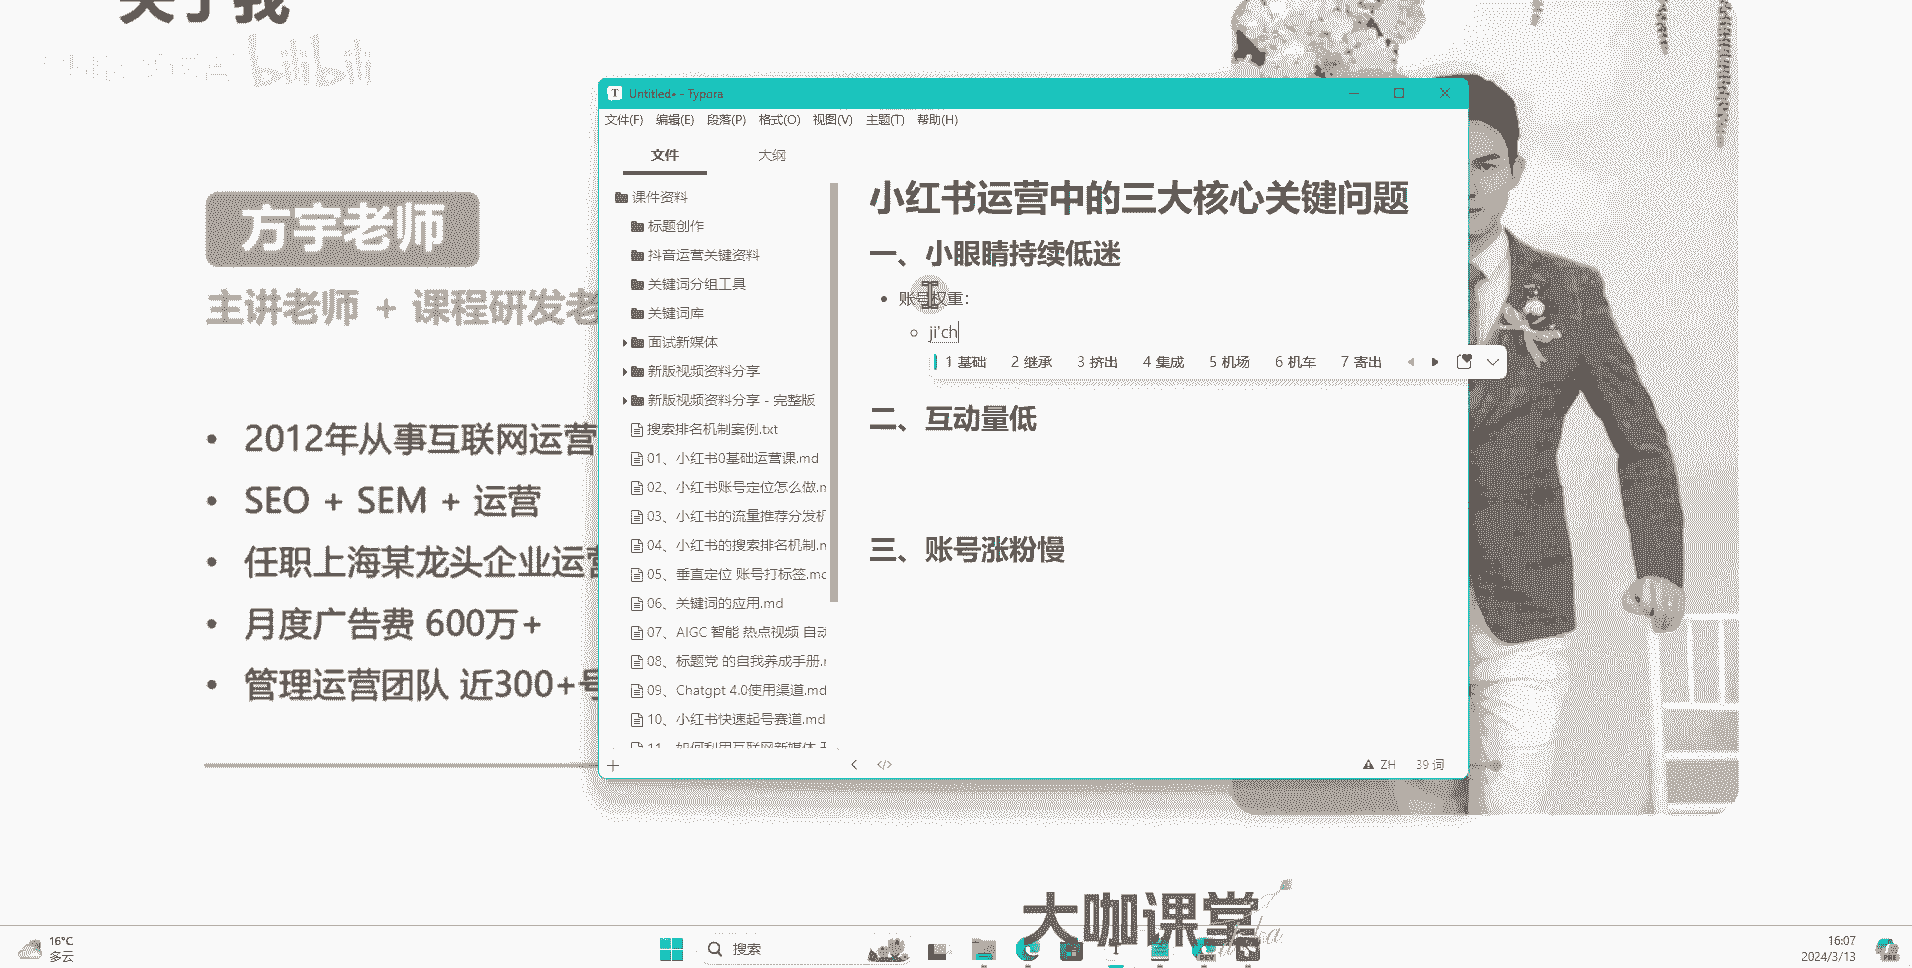 关于我
bilibili
方宇老师
主讲老师 + 课程研发老
2012年从事互联网运营
SEO + SEM + 运营
任职上海某龙头企业运营
月度广告费 600万+
管理运营团队 近300+号
Untitled• - Typora
文件(F) 编辑(E) 段落(P) 格式(O) 视图(V) 主题(T) 帮助(H)
文件 大纲
课件资料
标题创作
抖音运营关键资料
关键词分组工具
关键词库
面试新媒体
新版视频资料分享
新版视频资料分享 - 完整版
搜索排名机制案例.txt
01、小红书0基础运营课.md
02、小红书账号定位怎么做.m
03、小红书的流量推荐分发机
04、小红书的搜索排名机制.m
05、垂直定位 账号打标签.md
06、关键词的应用.md
07、AIGC 智能 热点视频 自动
08、标题党 的自我养成手册.m
09、Chatgpt 4.0使用渠道.md
10、小红书快速起号赛道.md
11、如何利用互联网新媒体
小红书运营中的三大核心关键问题
一、小眼睛持续低迷
账号权重：
ji'ch
1 基础 2 继承 3 挤出 4 集成 5 机场 6 机车 7 寄出
二、互动量低
三、账号涨粉慢
ZH 39 词
大咖课堂
16°C
多云
搜索
16:07
2024/3/13